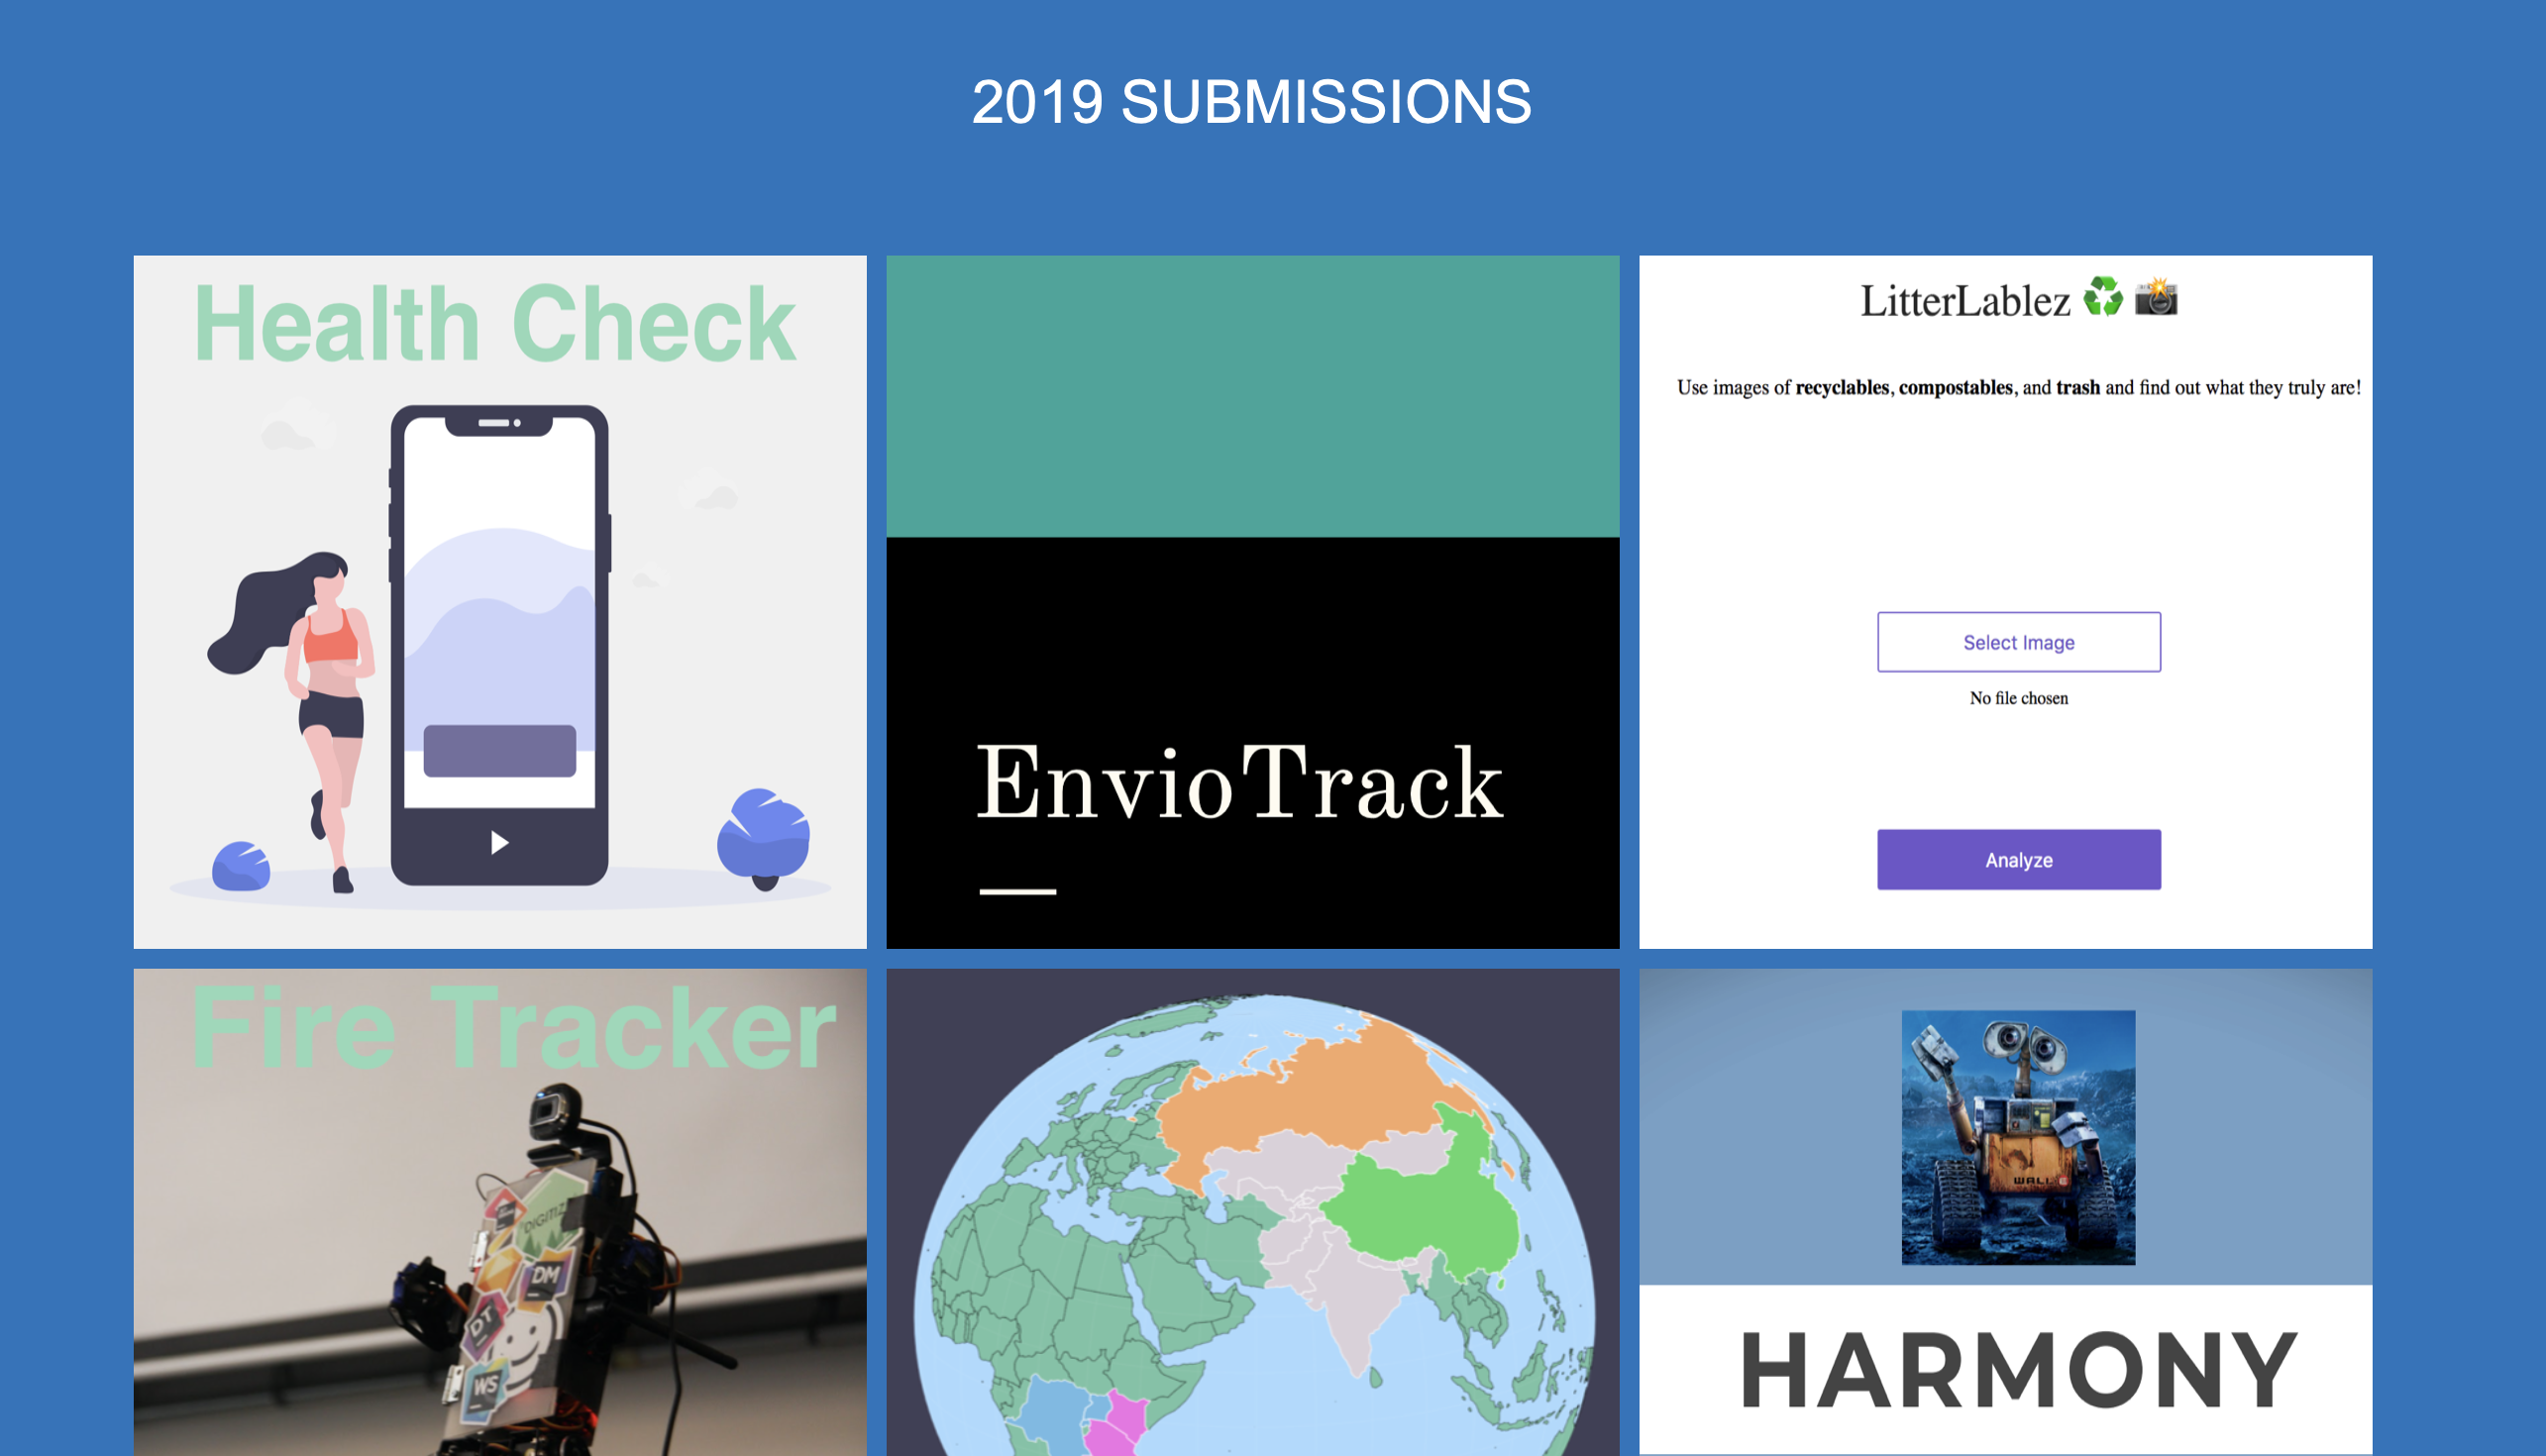 2019 SUBMISSIONS
Health Check
EnvioTrack
LitterLablez
Use images of recyclables, compostables, and trash and find out what they truly are!
Select Image
No file chosen
Analyze
Fire Tracker
DIGITIZ
DM
DT
WS
WALL
HARMONY